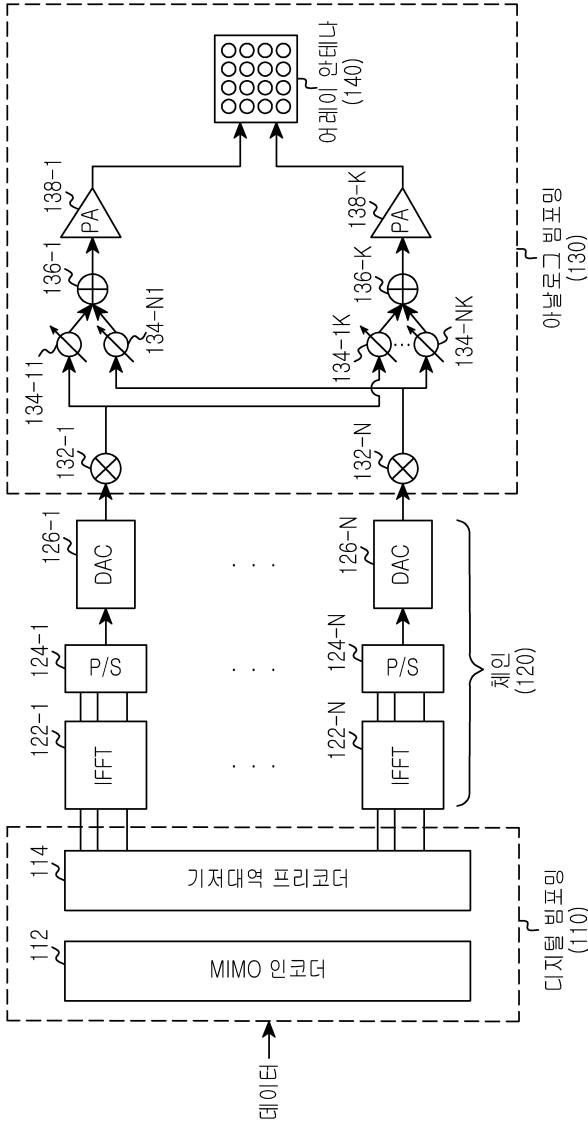 데이터
112
MIMO 인코더
114
기저대역 프리코더
디지털 빔포밍
(110)
122-1
IFFT
124-1
P/S
126-1
DAC
. . .
. . .
. . .
122-N
IFFT
124-N
P/S
126-N
DAC
체인
(120)
132-1
132-N
134-11
134-N1
136-1
138-1
PA
134-1K
...
134-NK
136-K
138-K
PA
어레이 안테나
(140)
아날로그 빔포밍
(130)